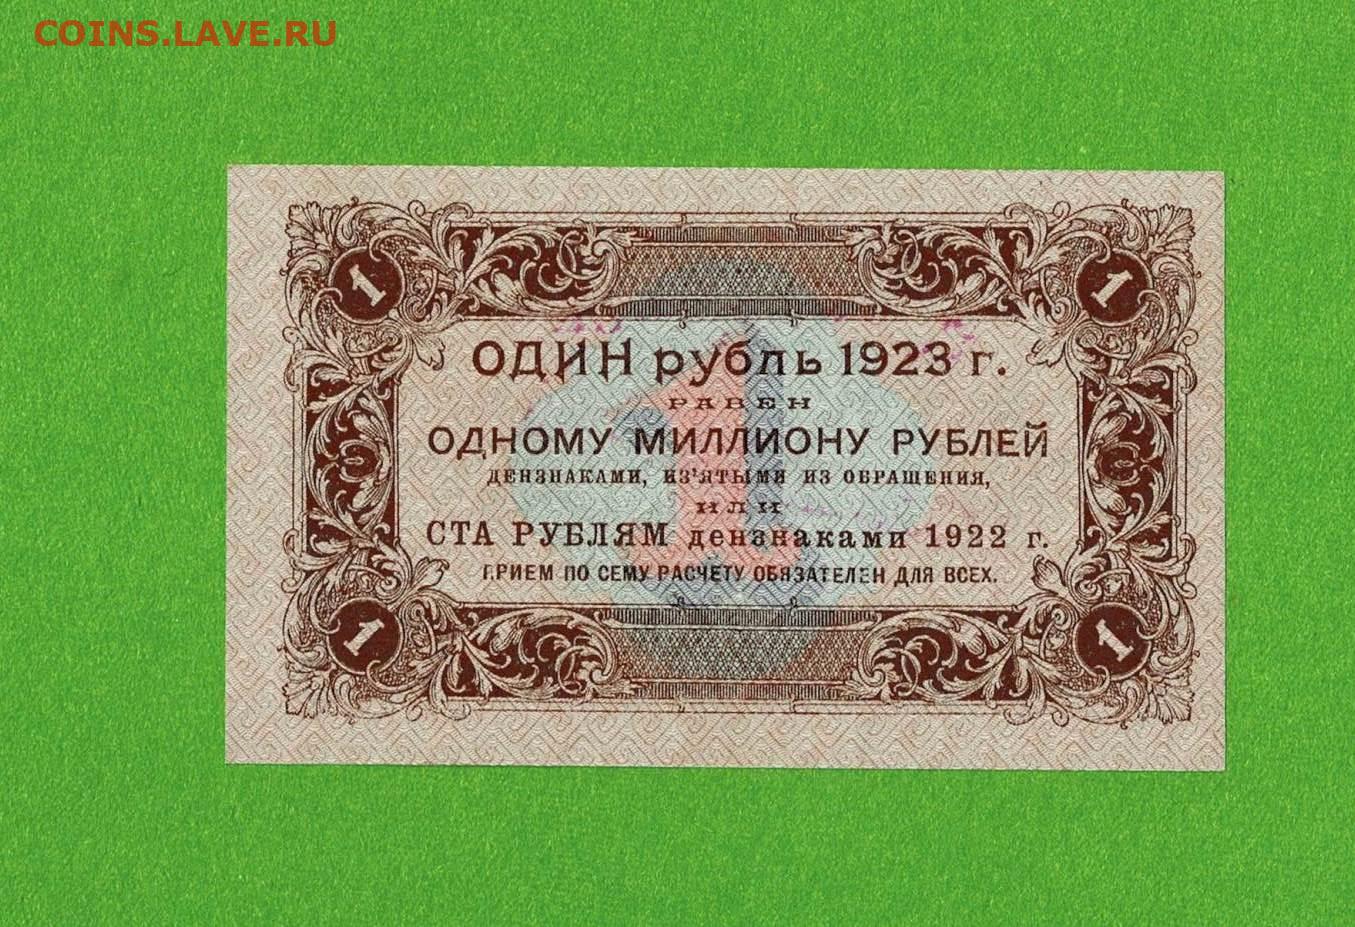 COINS.LAVE.RU
1 1
ОДИН рубль 1923 г.
РАВЕН
ОДНОМУ МИЛЛИОНУ РУБЛЕЙ
ДЕНЗНАКАМИ, ИЗ'ЯТЫМИ ИЗ ОБРАЩЕНИЯ,
ИЛИ
1
СТА РУБЛЯМ дензнаками 1922 г.
ПРИЕМ ПО СЕМУ РАСЧЕТУ ОБЯЗАТЕЛЕН ДЛЯ ВСЕХ.
1 1